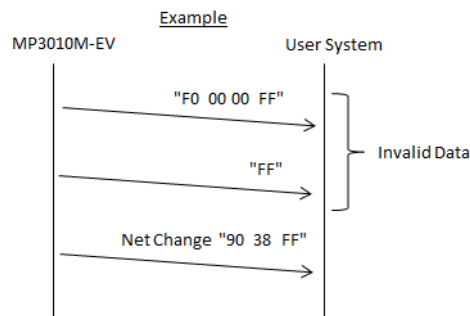 Example
MP3010M-EV User System
"F0 00 00 FF"
Invalid Data
"FF"
Net Change "90 38 FF"